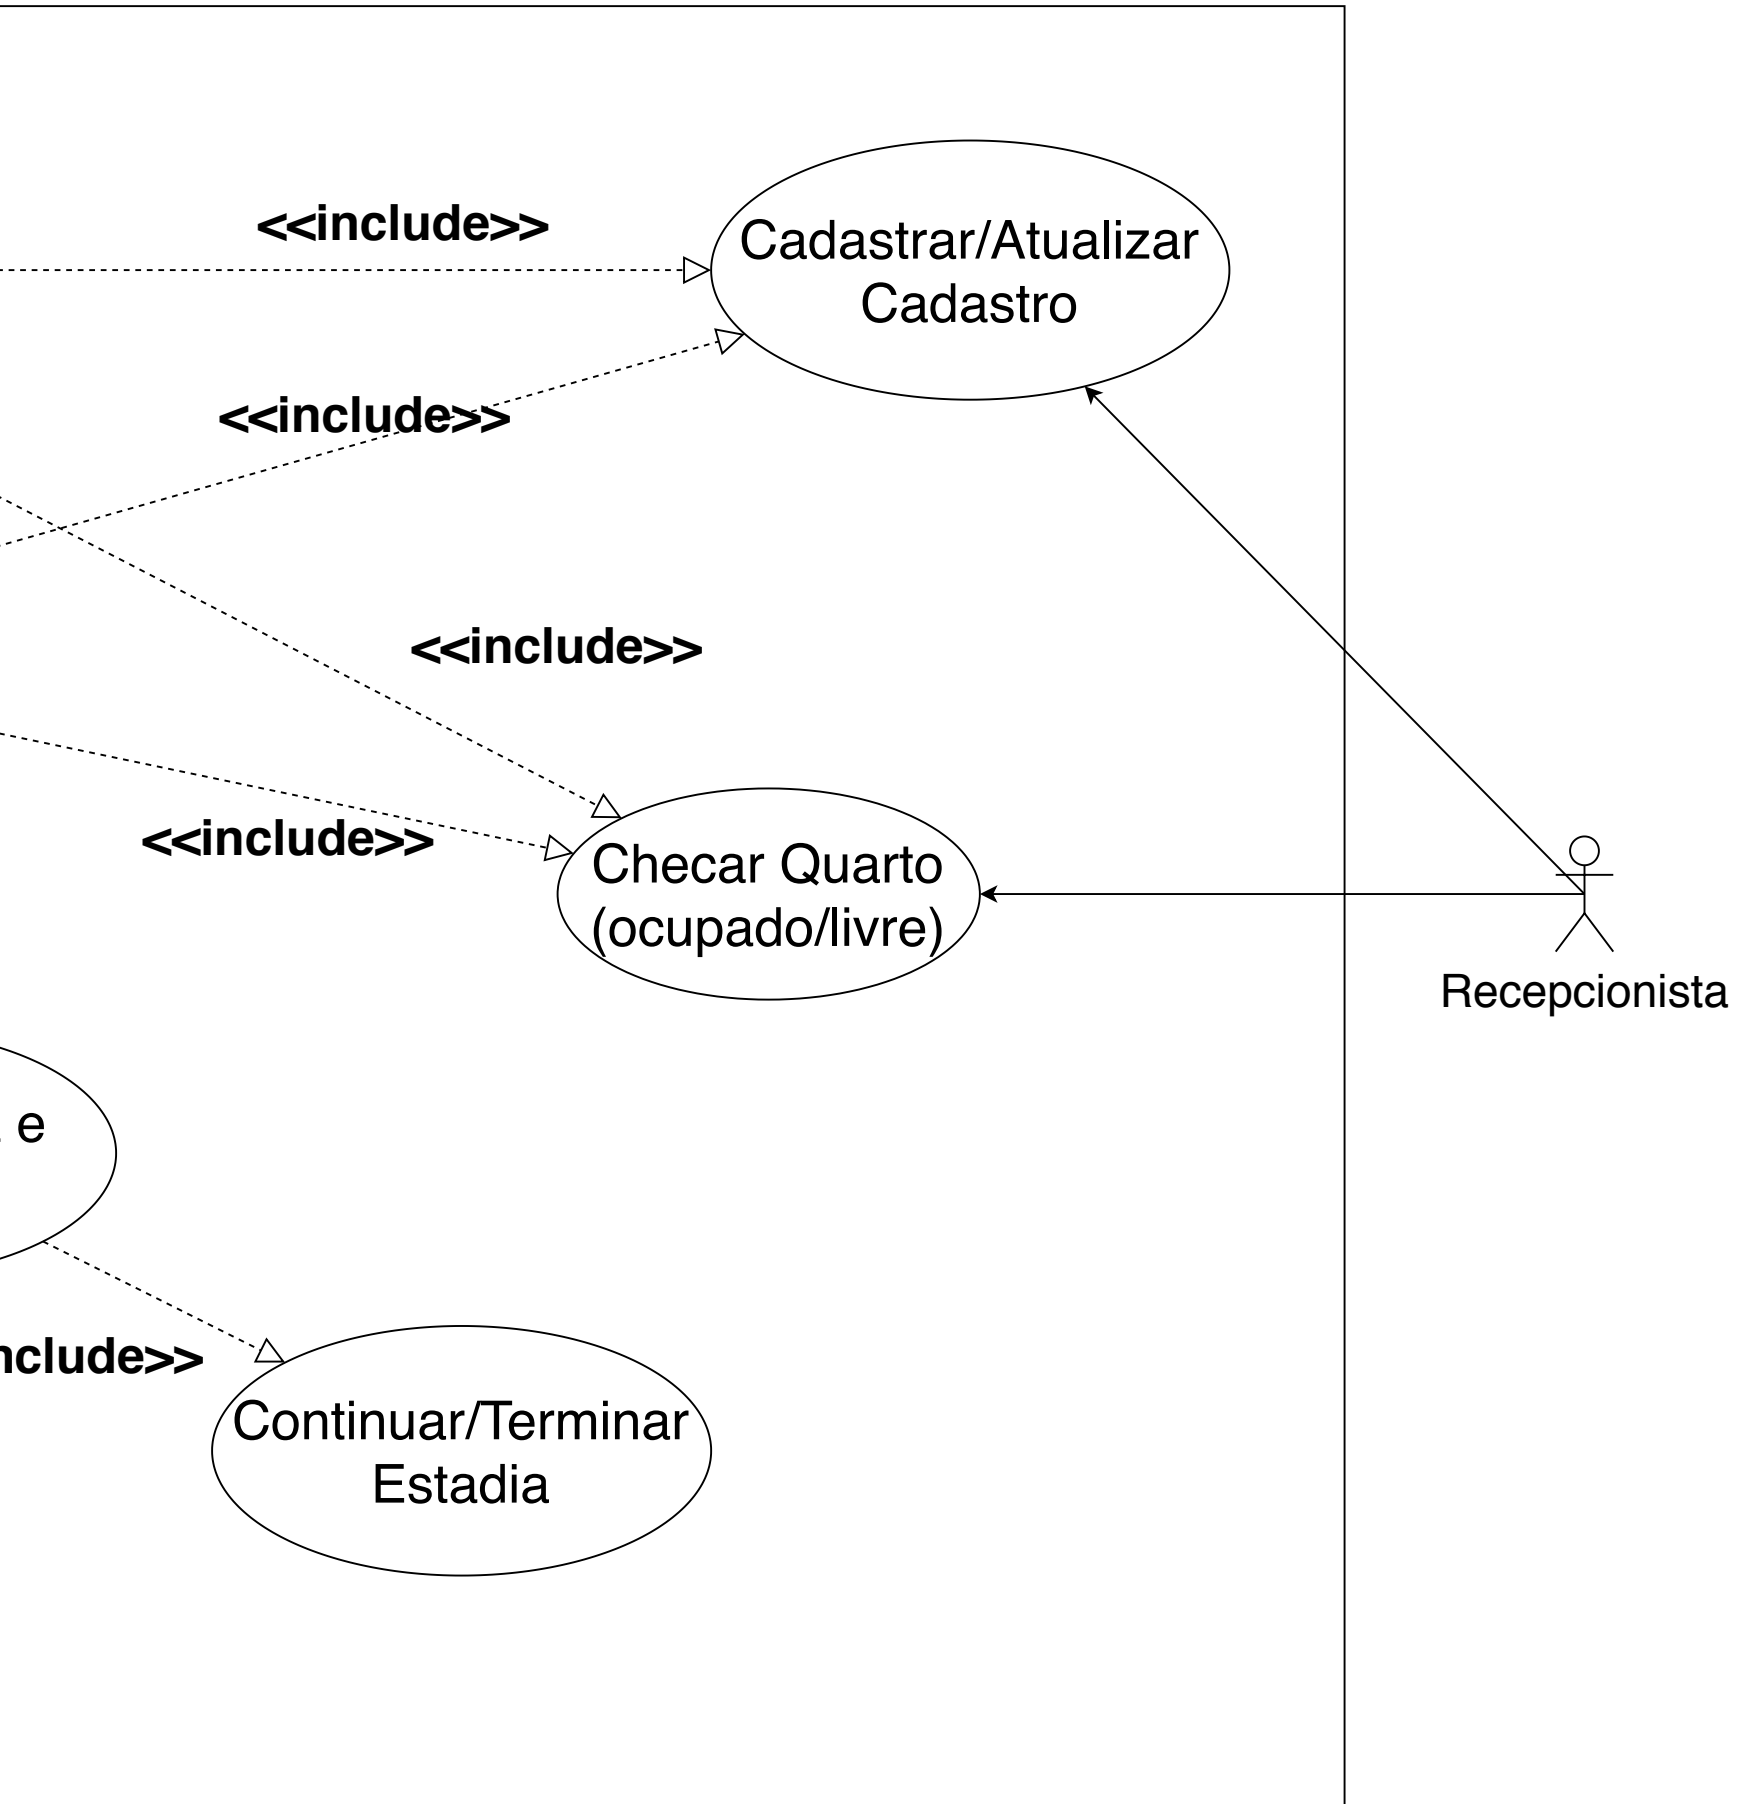 <<include>>
Cadastrar/Atualizar
Cadastro
<<include>>
<<include>>
<<include>>
Checar Quarto
(ocupado/livre)
Recepcionista
e
nclude>>
Continuar/Terminar
Estadia